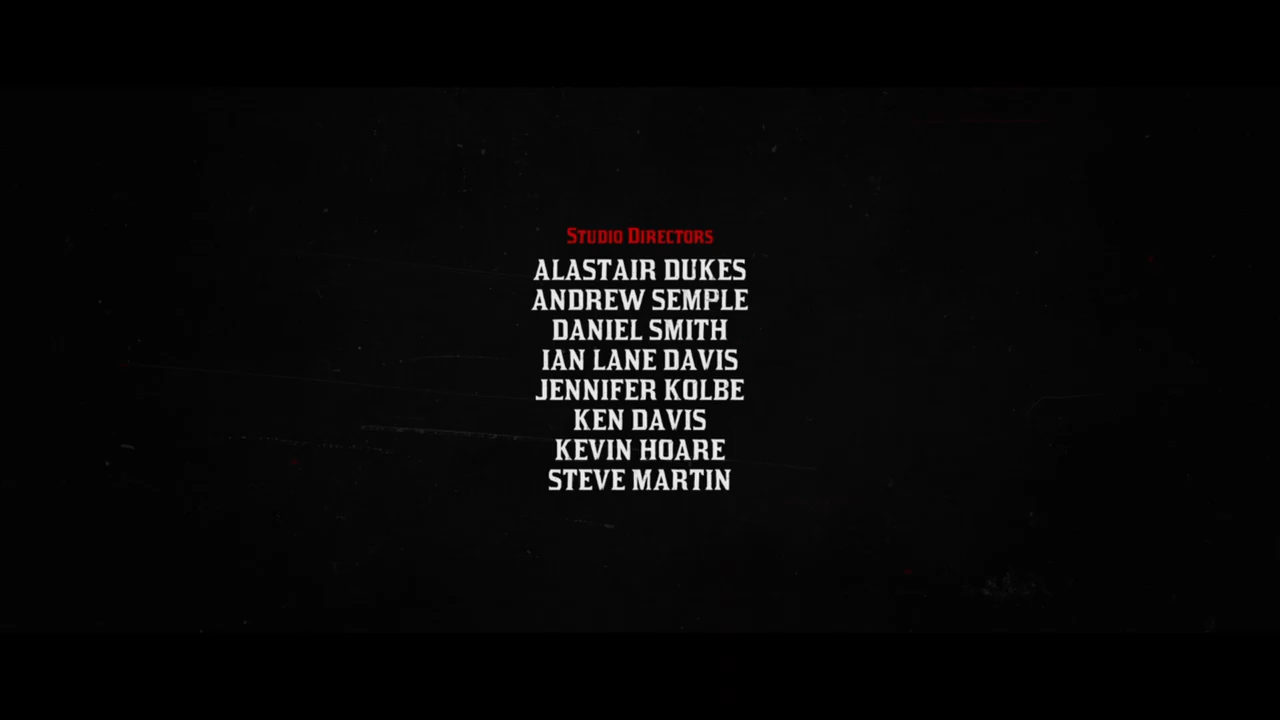 Studio Directors
ALASTAIR DUKES
ANDREW SEMPLE
DANIEL SMITH
IAN LANE DAVIS
JENNIFER KOLBE
KEN DAVIS
KEVIN HOARE
STEVE MARTIN